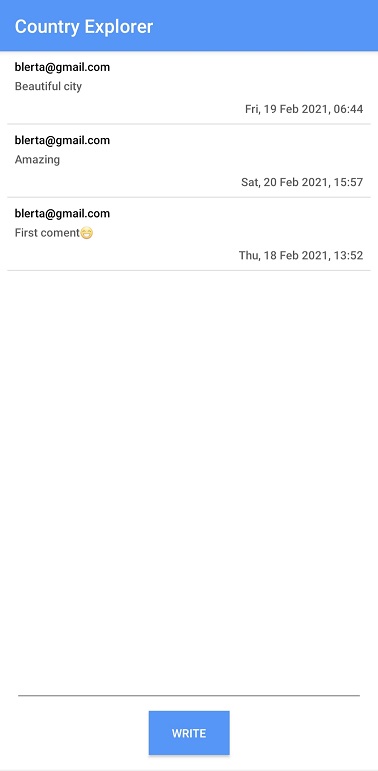 Country Explorer
blerta@gmail.com
Beautiful city
Fri, 19 Feb 2021, 06:44
blerta@gmail.com
Amazing
Sat, 20 Feb 2021, 15:57
blerta@gmail.com
First coment😁
Thu, 18 Feb 2021, 13:52
WRITE